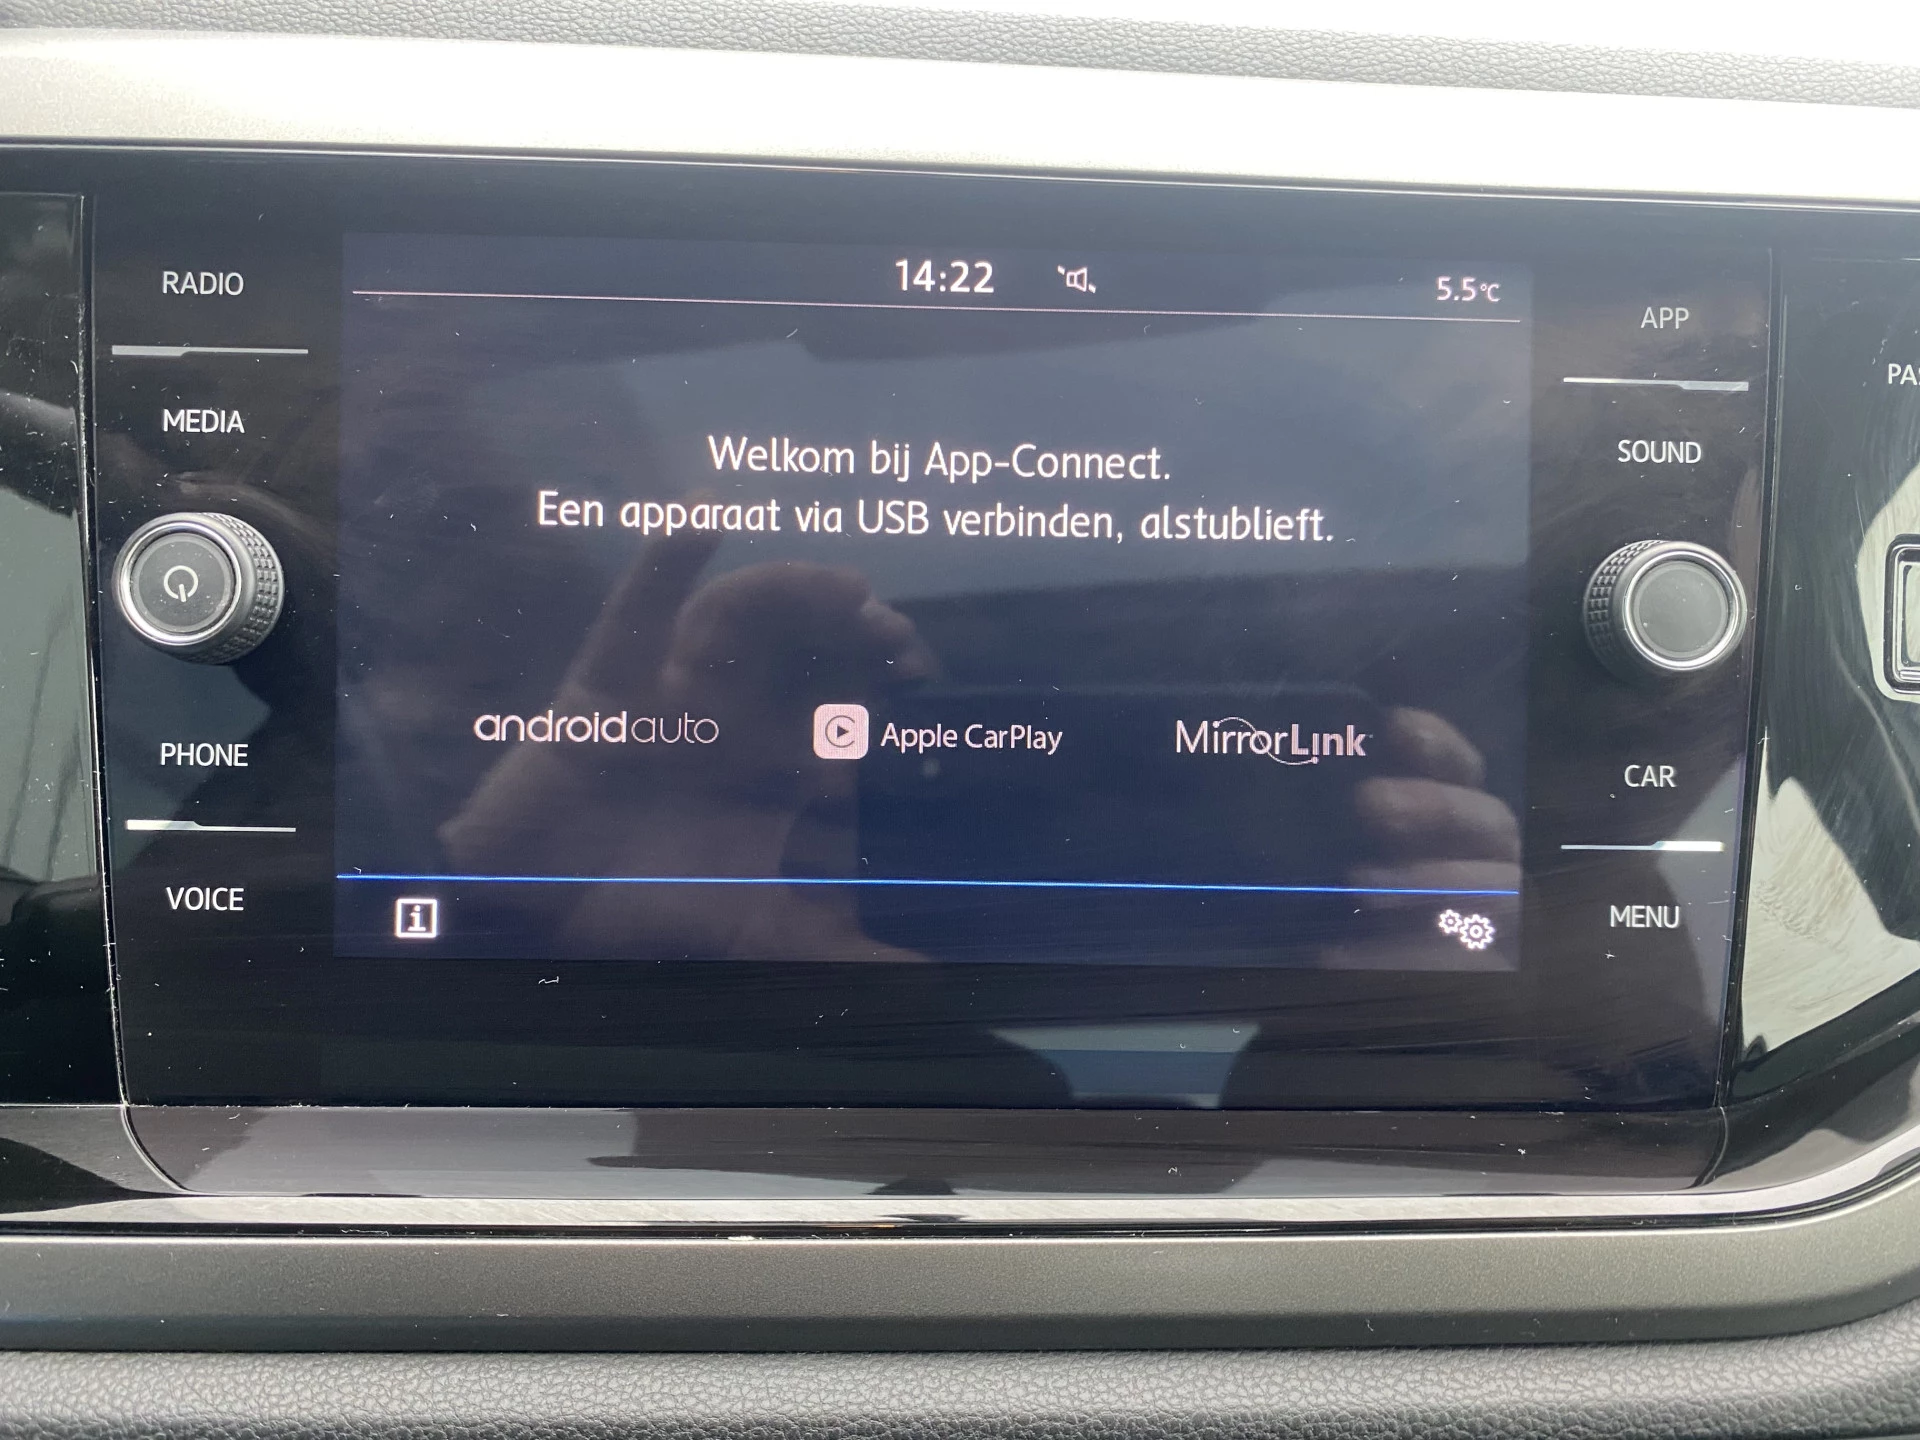 14:22
5.5°C
RADIO
APP
PAS
MEDIA
SOUND
Welkom bij App-Connect.
Een apparaat via USB verbinden, alstublieft.
androidauto
Apple CarPlay
MirrorLink
PHONE
CAR
VOICE
MENU
i